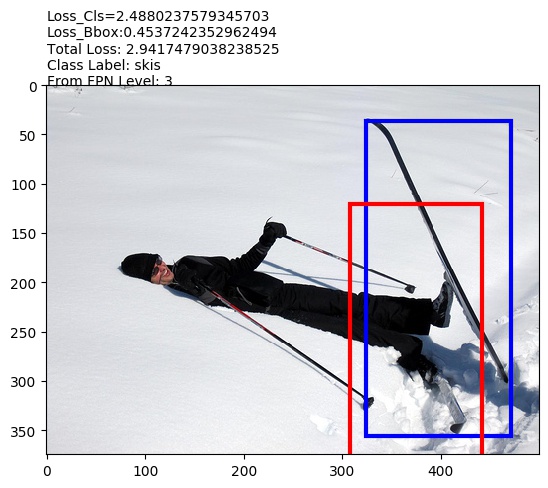 Loss_Cls=2.4880237579345703
Loss_Bbox:0.4537242352962494
Total Loss: 2.9417479038238525
Class Label: skis
From FPN Level: 3
0
50
100
150
200
250
300
350
0
100
200
300
400